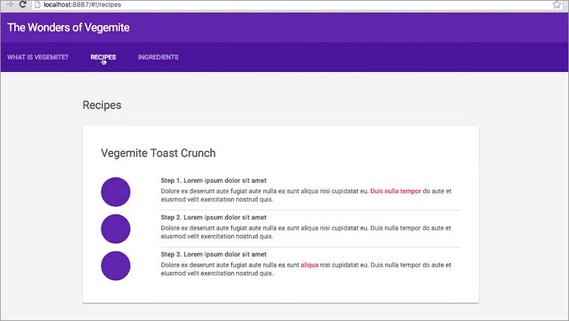 localhost:8887/#!/recipes
The Wonders of Vegemite
WHAT IS VEGEMITE? RECIPES INGREDIENTS
Recipes
Vegemite Toast Crunch
Step 1. Lorem ipsum dolor sit amet
Dolore ex deserunt aute fugiat aute nulla ea sunt aliqua nisi cupidatat eu. Duis nulla tempor do aute et
eiusmod velit exercitation nostrud quis.
Step 2. Lorem ipsum dolor sit amet
Dolore ex deserunt aute fugiat aute nulla ea sunt aliqua nisi cupidatat eu. Duis nulla tempor do aute et
eiusmod velit exercitation nostrud quis.
Step 3. Lorem ipsum dolor sit amet
Dolore ex deserunt aute fugiat aute nulla ea sunt aliqua nisi cupidatat eu. Duis nulla tempor do aute et
eiusmod velit exercitation nostrud quis.